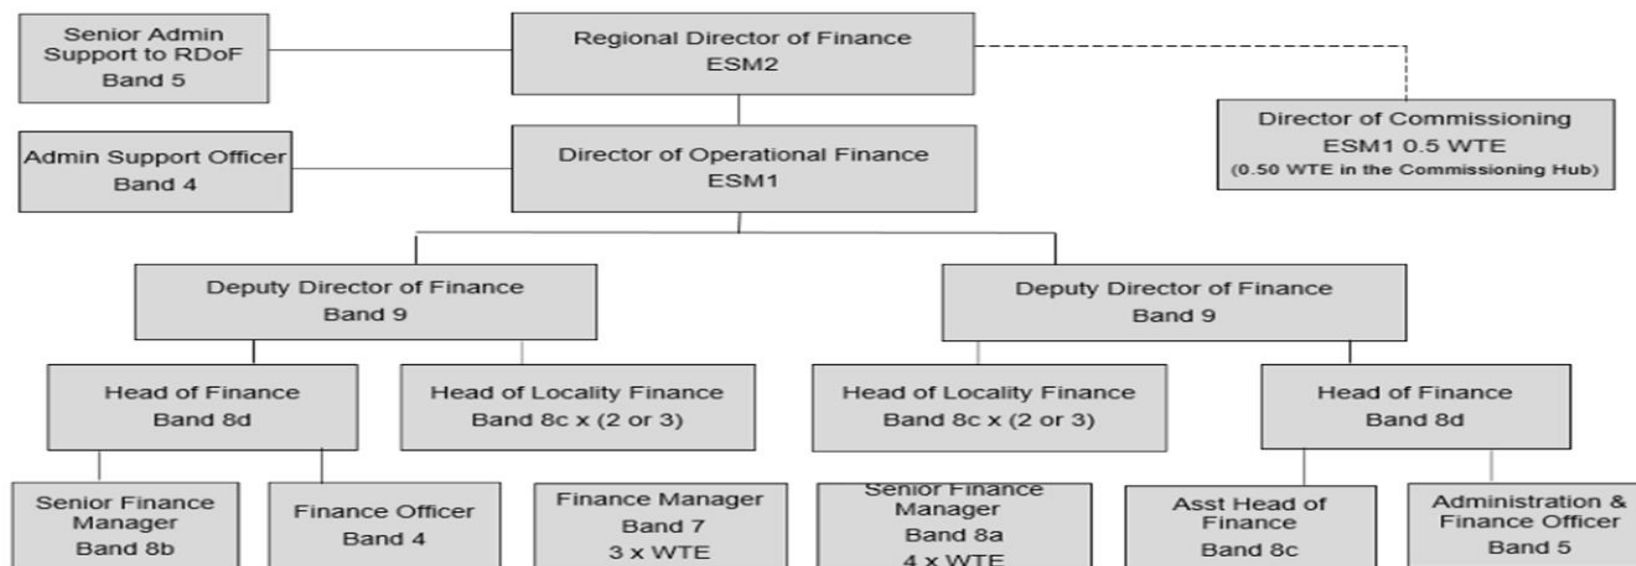 Senior Admin
Support to RDoF
Band 5
Regional Director of Finance
ESM2
Director of Commissioning
ESM1 0.5 WTE
(0.50 WTE in the Commissioning Hub)
Admin Support Officer
Band 4
Director of Operational Finance
ESM1
Deputy Director of Finance
Band 9
Deputy Director of Finance
Band 9
Head of Finance
Band 8d
Head of Locality Finance
Band 8c x (2 or 3)
Head of Locality Finance
Band 8c x (2 or 3)
Head of Finance
Band 8d
Senior Finance
Manager
Band 8b
Finance Officer
Band 4
Finance Manager
Band 7
3 x WTE
Senior Finance
Manager
Band 8a
4 x WTE
Asst Head of
Finance
Band 8c
Administration &
Finance Officer
Band 5